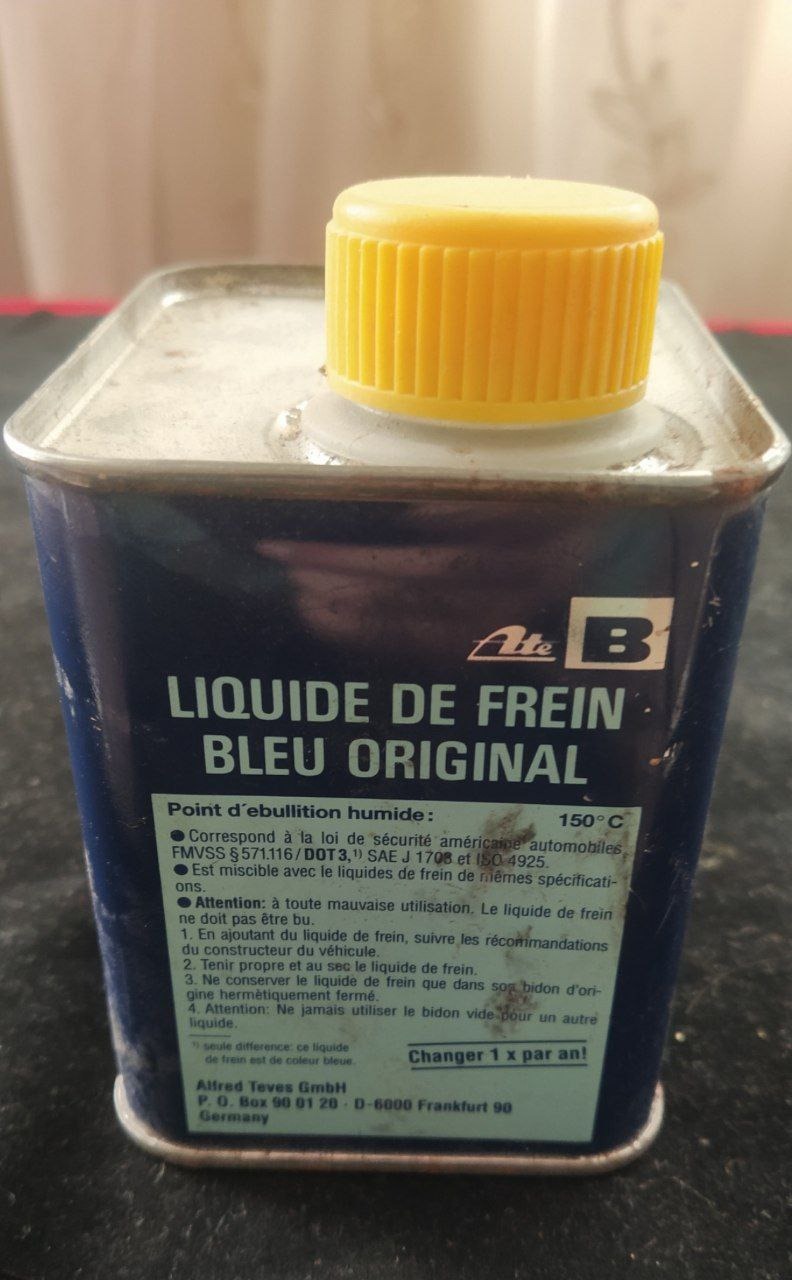 Ate B
LIQUIDE DE FREIN
BLEU ORIGINAL
Point d´ebullition humide: 150°C
● Correspond à la loi de sécurité américaine automobiles
FMVSS § 571.116/DOT 3,¹⁾ SAE J 1703 et ISO 4925.
● Est miscible avec le liquides de frein de mêmes spécificati-
ons.
● Attention: à toute mauvaise utilisation. Le liquide de frein
ne doit pas être bu.
1. En ajoutant du liquide de frein, suivre les récommandations
du constructeur du véhicule.
2. Tenir propre et au sec le liquide de frein.
3. Ne conserver le liquide de frein que dans son bidon d'ori-
gine hermètiquement fermé.
4. Attention: Ne jamais utiliser le bidon vide pour un autre
liquide.
¹⁾ seule difference: ce liquide
de frein est de coleur bleue.
Changer 1 x par an!
Alfred Teves GmbH
P. O. Box 90 01 20 · D-6000 Frankfurt 90
Germany